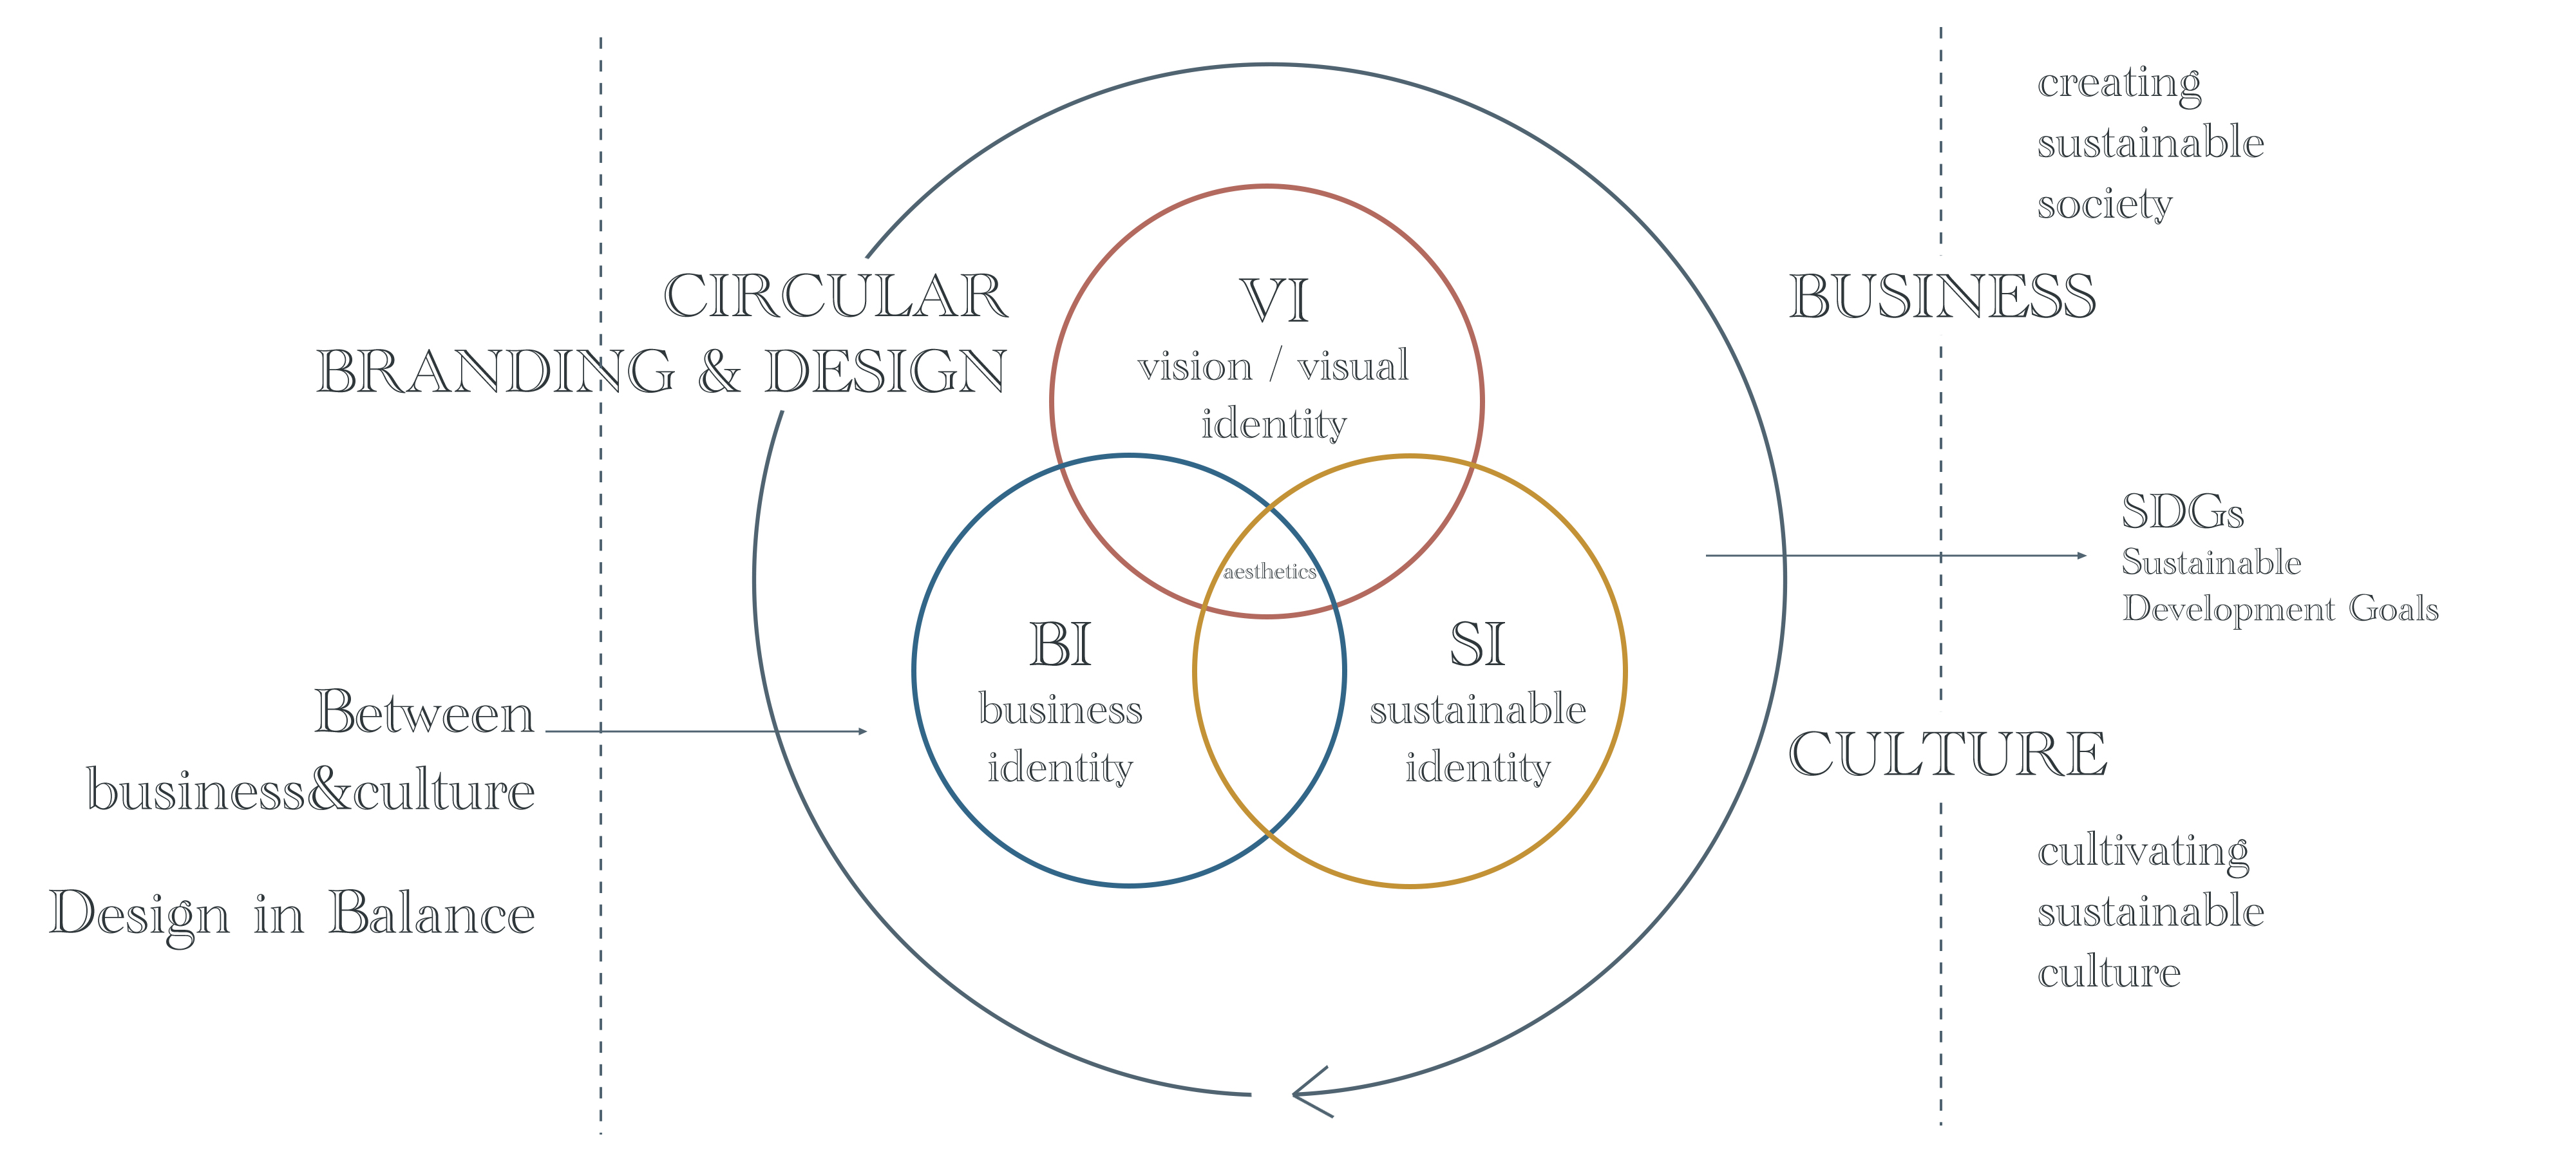 CIRCULAR
BRANDING & DESIGN
Between
business&culture
Design in Balance
VI
vision / visual
identity
aesthetics
BI
business
identity
SI
sustainable
identity
creating
sustainable
society
BUSINESS
SDGs
Sustainable
Development Goals
CULTURE
cultivating
sustainable
culture